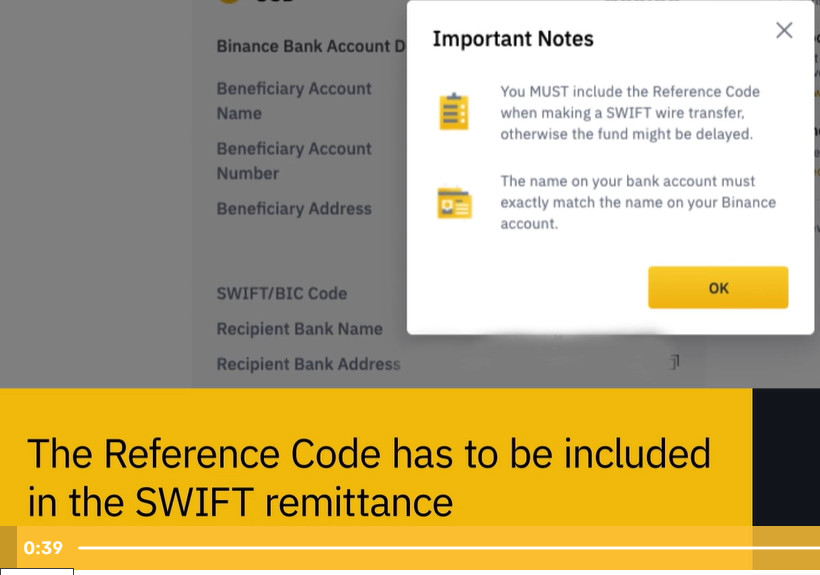 Binance Bank Account D
Important Notes
Beneficiary Account
Name
You MUST include the Reference Code
when making a SWIFT wire transfer,
otherwise the fund might be delayed.
Beneficiary Account
Number
Beneficiary Address
The name on your bank account must
exactly match the name on your Binance
account.
SWIFT/BIC Code
OK
Recipient Bank Name
Recipient Bank Address
The Reference Code has to be included
in the SWIFT remittance
0:39